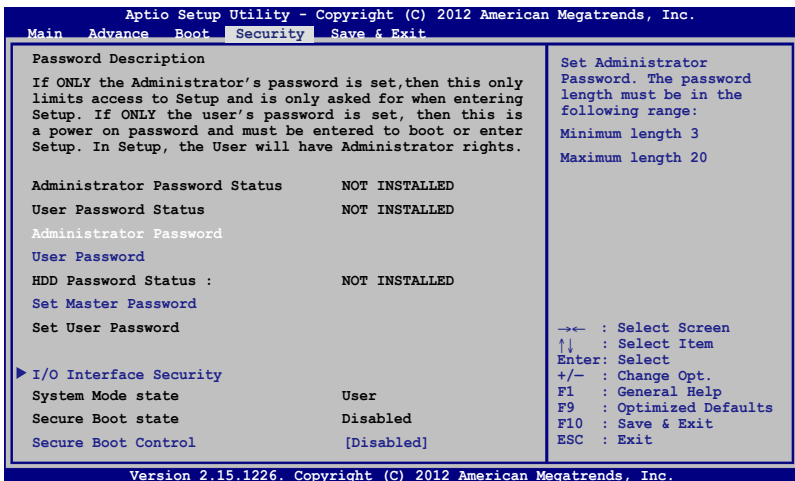 Aptio Setup Utility - Copyright (C) 2012 American Megatrends, Inc.
Main Advance Boot Security Save & Exit
Password Description
If ONLY the Administrator's password is set,then this only
limits access to Setup and is only asked for when entering
Setup. If ONLY the user's password is set, then this is
a power on password and must be entered to boot or enter
Setup. In Setup, the User will have Administrator rights.
Administrator Password Status NOT INSTALLED
User Password Status NOT INSTALLED
Administrator Password
User Password
HDD Password Status : NOT INSTALLED
Set Master Password
Set User Password
I/O Interface Security
System Mode state User
Secure Boot state Disabled
Secure Boot Control [Disabled]
Set Administrator
Password. The password
length must be in the
following range:
Minimum length 3
Maximum length 20
→← : Select Screen
↑↓ : Select Item
Enter: Select
+/— : Change Opt.
F1 : General Help
F9 : Optimized Defaults
F10 : Save & Exit
ESC : Exit
Version 2.15.1226. Copyright (C) 2012 American Megatrends, Inc.